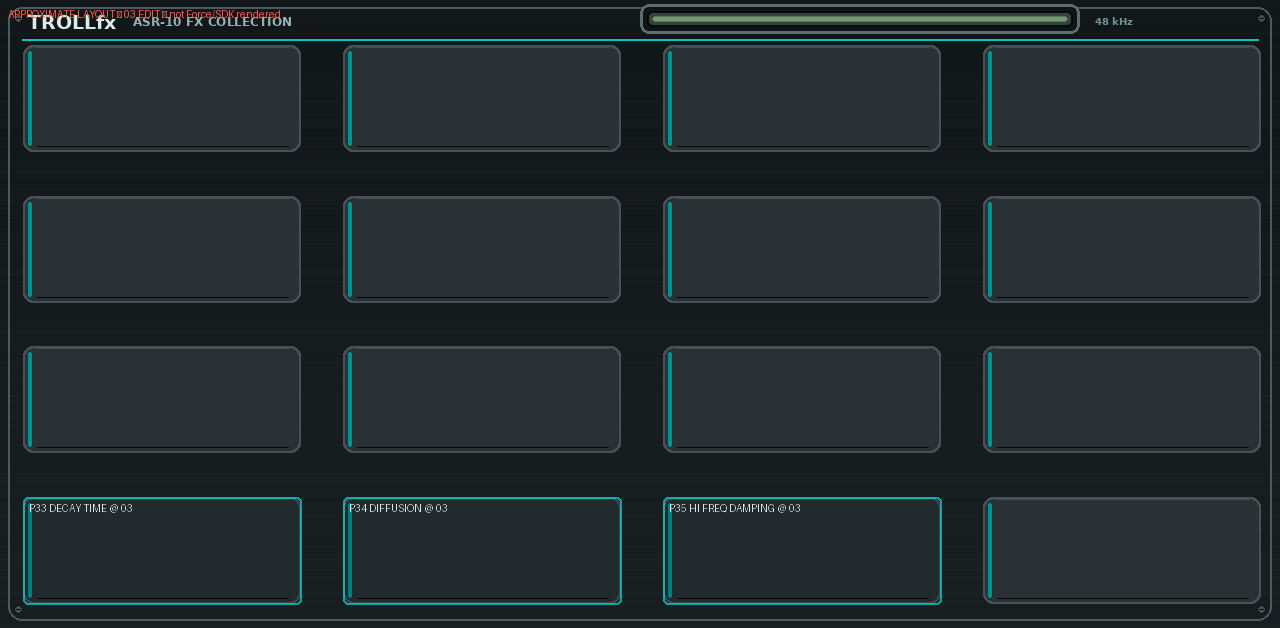 APPROXIMATE LAYOUT □ 03 EDIT □ not Force/SDK rendered
TROLLfx ASR-10 FX COLLECTION 48 kHz
P33 DECAY TIME @ 03 P34 DIFFUSION @ 03 P35 HI FREQ DAMPING @ 03